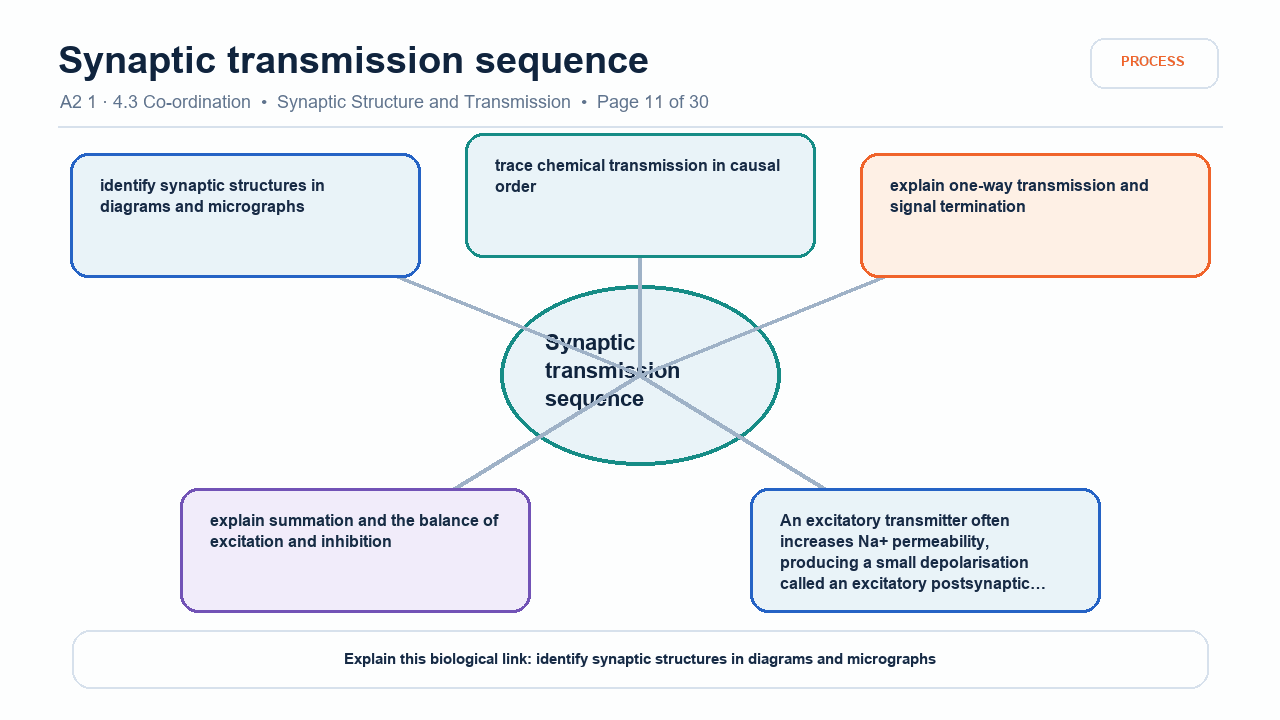 Synaptic transmission sequence
PROCESS
A2 1 · 4.3 Co-ordination • Synaptic Structure and Transmission • Page 11 of 30
identify synaptic structures in
diagrams and micrographs
trace chemical transmission in causal
order
explain one-way transmission and
signal termination
Synaptic
transmission
sequence
explain summation and the balance of
excitation and inhibition
An excitatory transmitter often
increases Na+ permeability,
producing a small depolarisation
called an excitatory postsynaptic…
Explain this biological link: identify synaptic structures in diagrams and micrographs